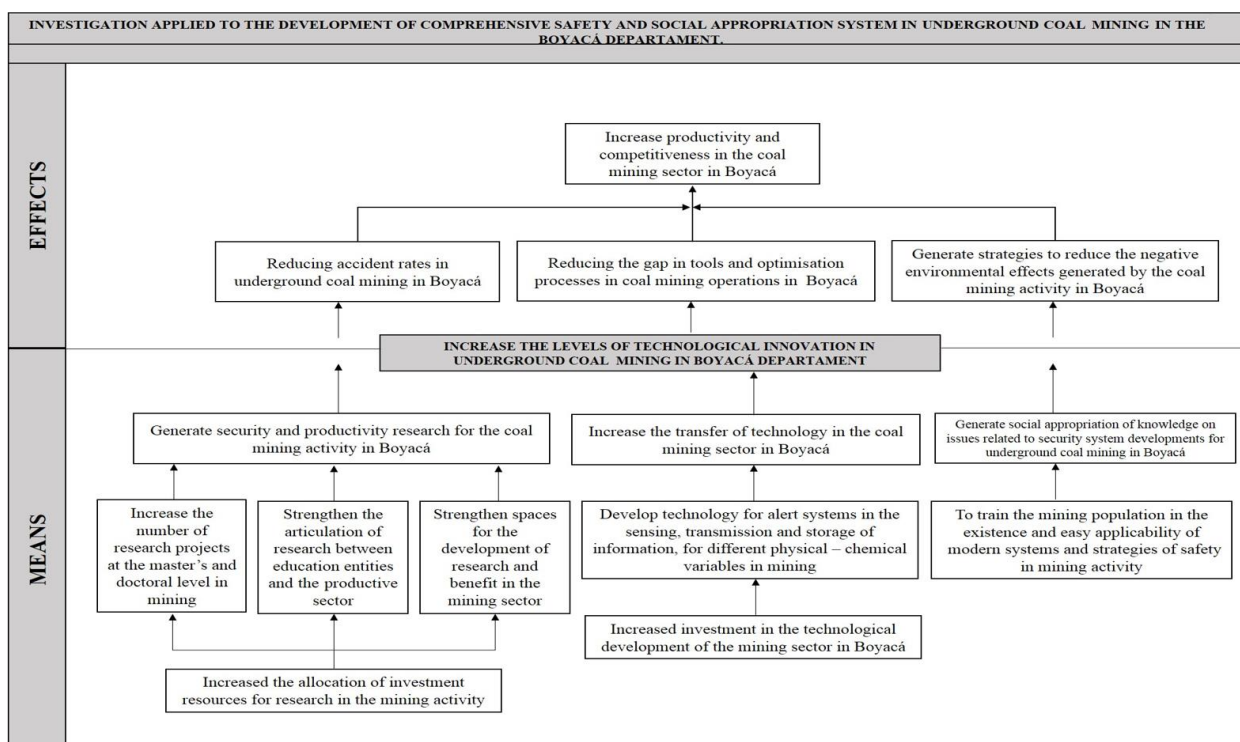 INVESTIGATION APPLIED TO THE DEVELOPMENT OF COMPREHENSIVE SAFETY AND SOCIAL APPROPRIATION SYSTEM IN UNDERGROUND COAL MINING IN THE
BOYACÁ DEPARTAMENT.
EFFECTS
Increase productivity and
competitiveness in the coal
mining sector in Boyacá
Reducing accident rates in
underground coal mining in Boyacá
Reducing the gap in tools and optimisation
processes in coal mining operations in Boyacá
Generate strategies to reduce the negative
environmental effects generated by the coal
mining activity in Boyacá
INCREASE THE LEVELS OF TECHNOLOGICAL INNOVATION IN
UNDERGROUND COAL MINING IN BOYACÁ DEPARTAMENT
MEANS
Generate security and productivity research for the coal
mining activity in Boyacá
Increase the transfer of technology in the coal
mining sector in Boyacá
Generate social appropriation of knowledge on
issues related to security system developments for
underground coal mining in Boyacá
Increase the
number of
research projects
at the master's and
doctoral level in
mining
Strengthen the
articulation of
research between
education entities
and the productive
sector
Strengthen spaces
for the
development of
research and
benefit in the
mining sector
Develop technology for alert systems in the
sensing, transmission and storage of
information, for different physical – chemical
variables in mining
To train the mining population in the
existence and easy applicability of
modern systems and strategies of safety
in mining activity
Increased investment in the technological
development of the mining sector in Boyacá
Increased the allocation of investment
resources for research in the mining activity